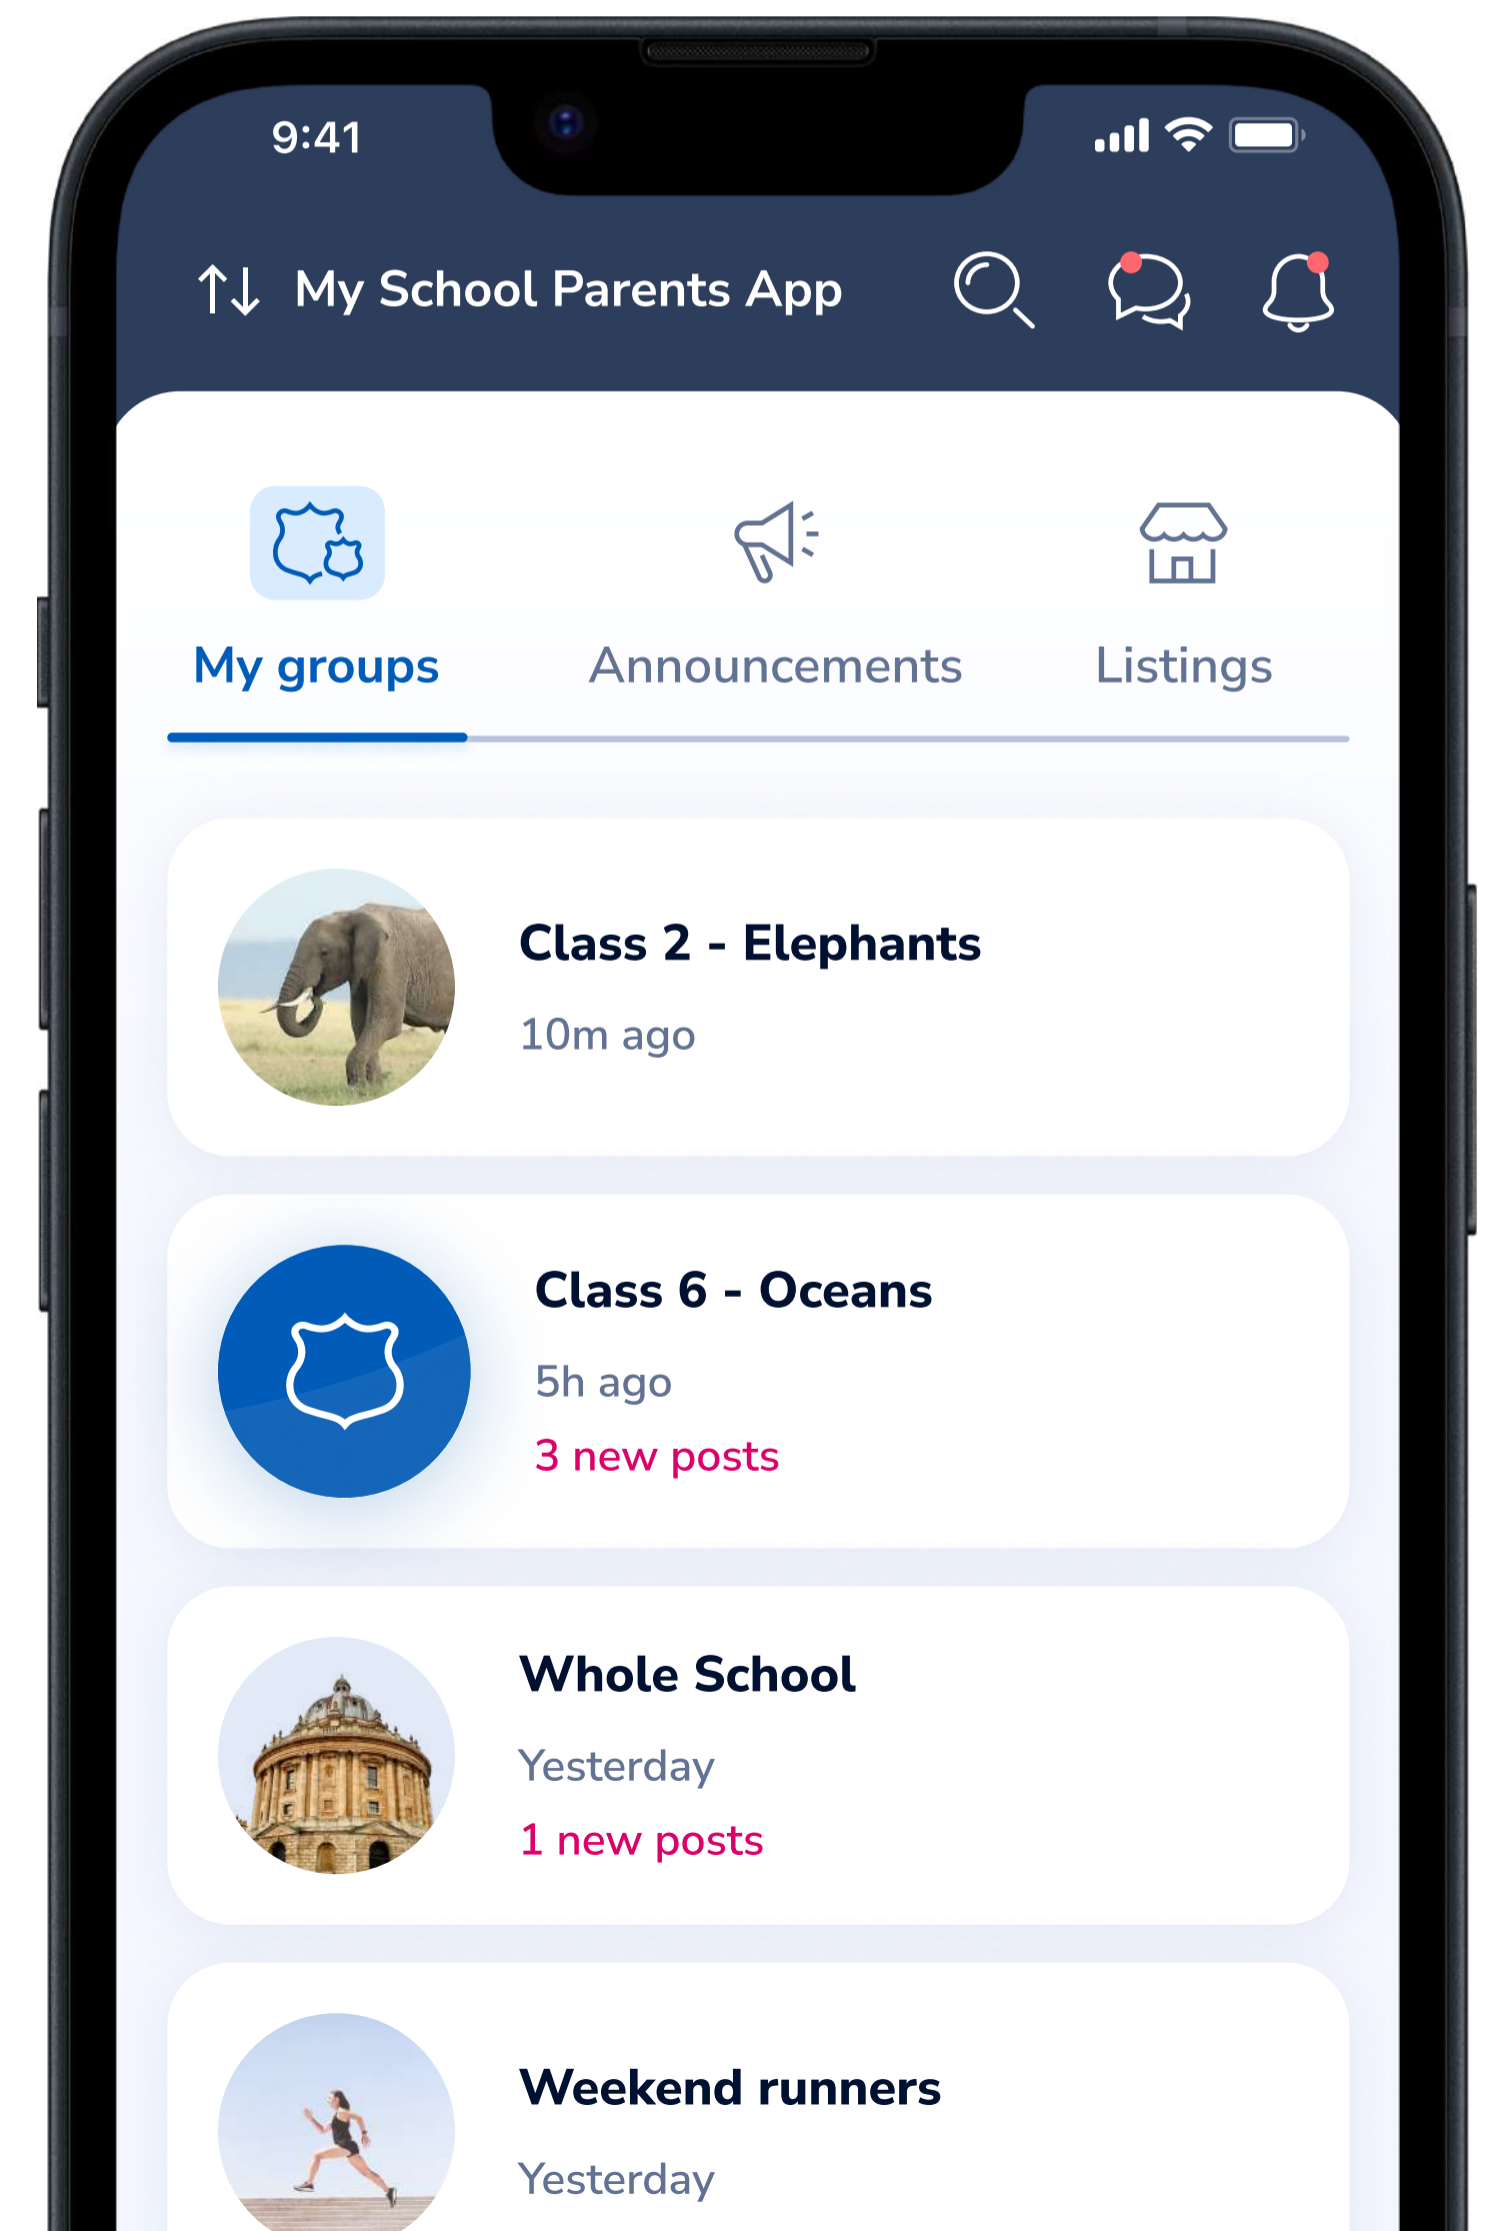 9:41
My School Parents App
My groups
Announcements
Listings
Class 2 - Elephants
10m ago
Class 6 - Oceans
5h ago
3 new posts
Whole School
Yesterday
1 new posts
Weekend runners
Yesterday